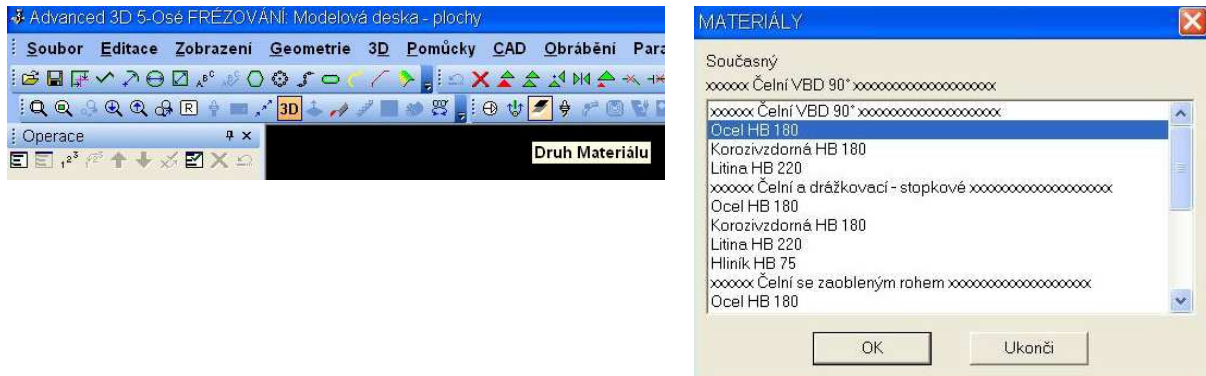 Advanced 3D 5-Osé FRÉZOVÁNÍ: Modelová deska - plochy
Soubor Editace Zobrazení Geometrie 3D Pomůcky CAD Obrábění Para
R 3D
Operace
Druh Materiálu
MATERIÁLY
Současný
xxxxxx Čelní VBD 90° xxxxxxxxxxxxxxxxxxxx
xxxxxx Čelní VBD 90° xxxxxxxxxxxxxxxxxxxx
Ocel HB 180
Korozivzdorná HB 180
Litina HB 220
xxxxxx Čelní a drážkovací - stopkové xxxxxxxxxxxxxxxxxxxx
Ocel HB 180
Korozivzdorná HB 180
Litina HB 220
Hliník HB 75
xxxxxx Čelní se zaobleným rohem xxxxxxxxxxxxxxxxxxxx
Ocel HB 180
OK Ukonči